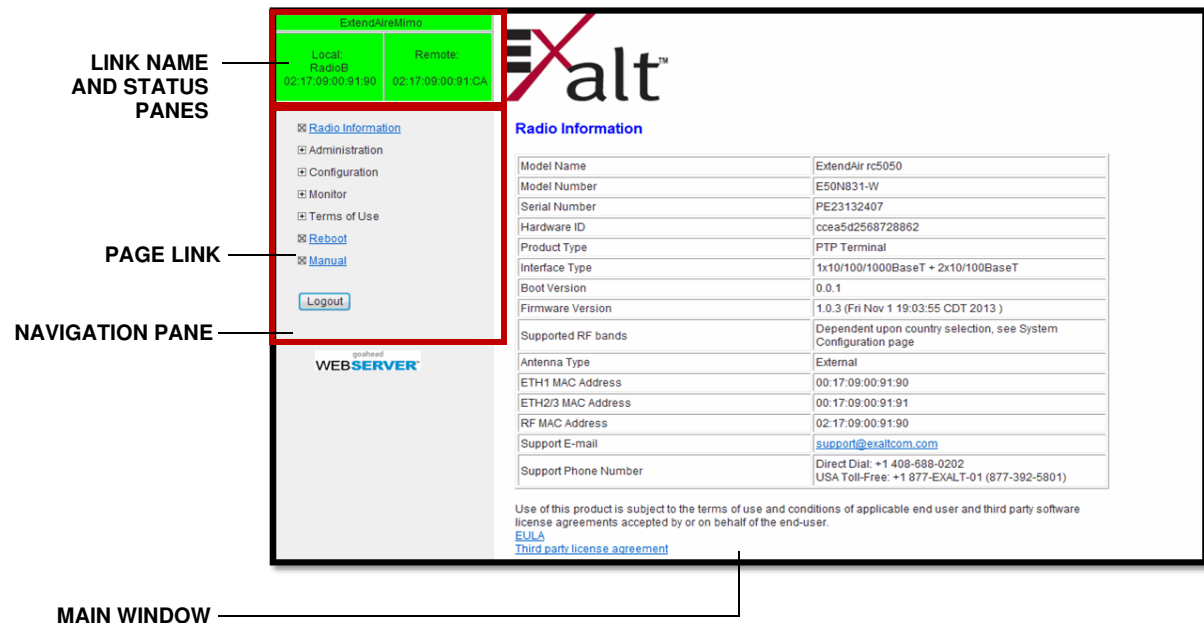 ExtendAireMimo
Local:
RadioB
02:17:09:00:91:90
Remote:
02:17:09:00:91:CA
LINK NAME
AND STATUS
PANES
Exalt™
Radio Information
Administration
Configuration
Monitor
Terms of Use
Reboot
Manual
Logout
PAGE LINK
NAVIGATION PANE
goahead
WEBSERVER
Radio Information
Model Name ExtendAir rc5050
Model Number E50N831-W
Serial Number PE23132407
Hardware ID ccea5d2568728862
Product Type PTP Terminal
Interface Type 1x10/100/1000BaseT + 2x10/100BaseT
Boot Version 0.0.1
Firmware Version 1.0.3 (Fri Nov 1 19:03:55 CDT 2013 )
Supported RF bands Dependent upon country selection, see System
Configuration page
Antenna Type External
ETH1 MAC Address 00:17:09:00:91:90
ETH2/3 MAC Address 00:17:09:00:91:91
RF MAC Address 02:17:09:00:91:90
Support E-mail support@exaltcom.com
Support Phone Number Direct Dial: +1 408-688-0202
USA Toll-Free: +1 877-EXALT-01 (877-392-5801)
Use of this product is subject to the terms of use and conditions of applicable end user and third party software
license agreements accepted by or on behalf of the end-user.
EULA
Third party license agreement
MAIN WINDOW